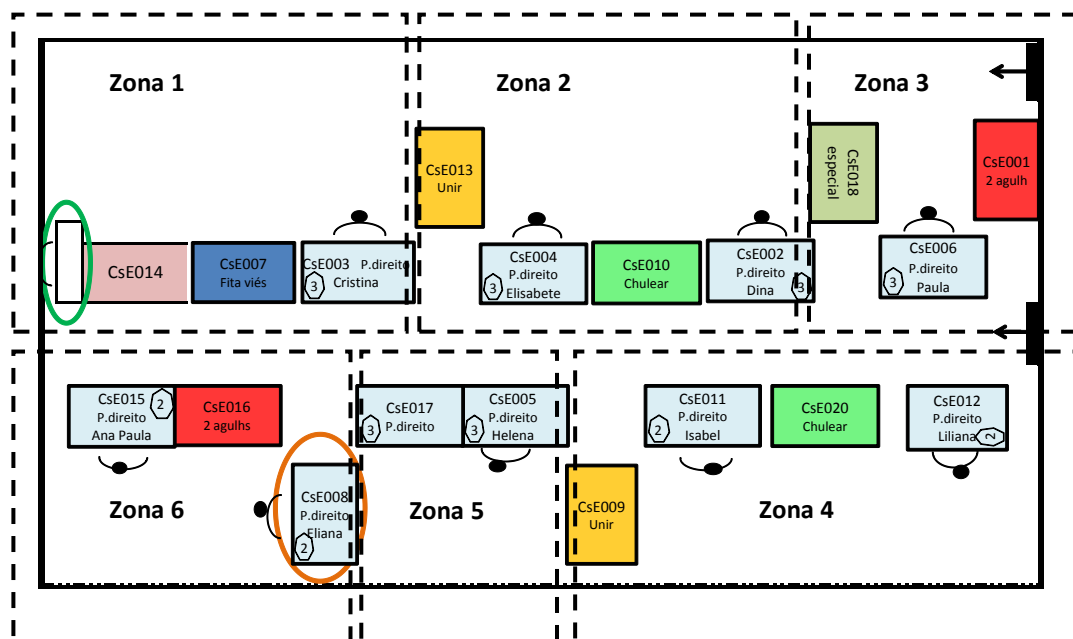 Zona 1
Zona 2
Zona 3
CsE013
Unir
CsE018
especial
CsE001
2 agulh
CsE014
CsE007
Fita viés
CsE003 P.direito
Cristina
3
CsE004
P.direito
Elisabete
3
CsE010
Chulear
CsE002
P.direito
Dina
3
CsE006
P.direito
Paula
3
CsE015
P.direito
Ana Paula
2
CsE016
2 agulhs
CsE017
P.direito
3
CsE005
P.direito
Helena
3
CsE011
P.direito
Isabel
2
CsE020
Chulear
CsE012
P.direito
Liliana
2
Zona 6
CsE008
P.direito
Eliana
2
Zona 5
CsE009
Unir
Zona 4